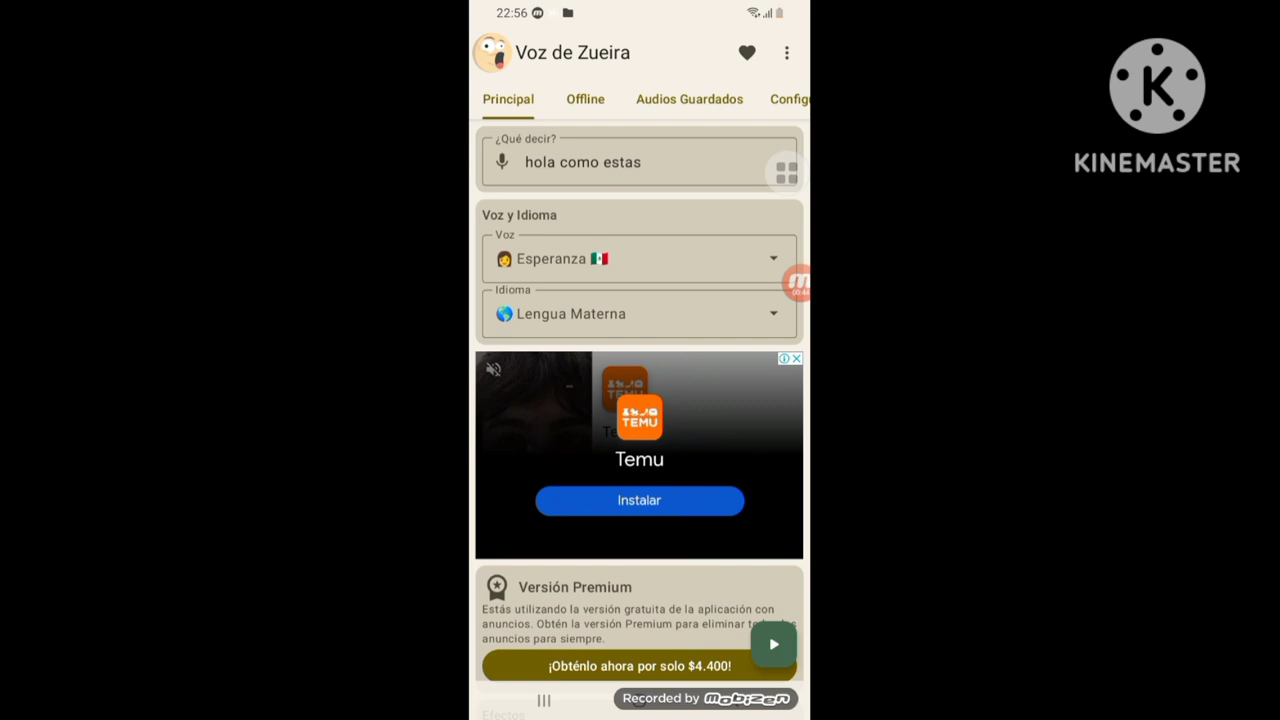 22:56
Voz de Zueira
Principal Offline Audios Guardados Config
¿Qué decir?
hola como estas
Voz y Idioma
Voz
Esperanza
Idioma
Lengua Materna
TEMU
TEMU
Te
Temu
Instalar
Versión Premium
Estás utilizando la versión gratuita de la aplicación con
anuncios. Obtén la versión Premium para eliminar
anuncios para siempre.
¡Obténlo ahora por solo $4.400!
Recorded by mobizen
Efectos
K
KINEMASTER